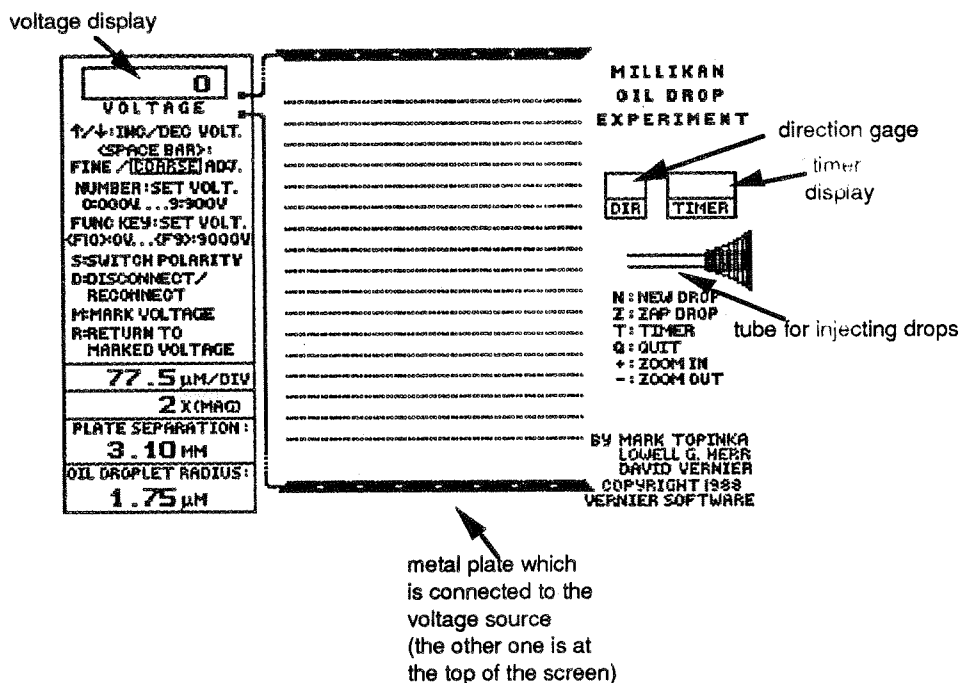 voltage display
0
VOLTAGE
↑/↓:INC/DEC VOLT.
<SPACE BAR>:
FINE / COARSE ADJ.
NUMBER:SET VOLT.
0:000V....9:900V
FUNC KEY:SET VOLT.
<F10>:0V...<F9>:9000V
S:SWITCH POLARITY
D:DISCONNECT/
RECONNECT
M:MARK VOLTAGE
R:RETURN TO
MARKED VOLTAGE
77.5 µM/DIV
2 X(MAG)
PLATE SEPARATION:
3.10 MM
OIL DROPLET RADIUS:
1.75 µM
MILLIKAN
OIL DROP
EXPERIMENT
direction gage
timer
display
DIR
TIMER
tube for injecting drops
N:NEW DROP
Z:ZAP DROP
T:TIMER
Q:QUIT
+:ZOOM IN
-:ZOOM OUT
BY MARK TOPINKA
LOWELL G. HERR
DAVID VERNIER
COPYRIGHT 1988
VERNIER SOFTWARE
metal plate which
is connected to the
voltage source
(the other one is at
the top of the screen)